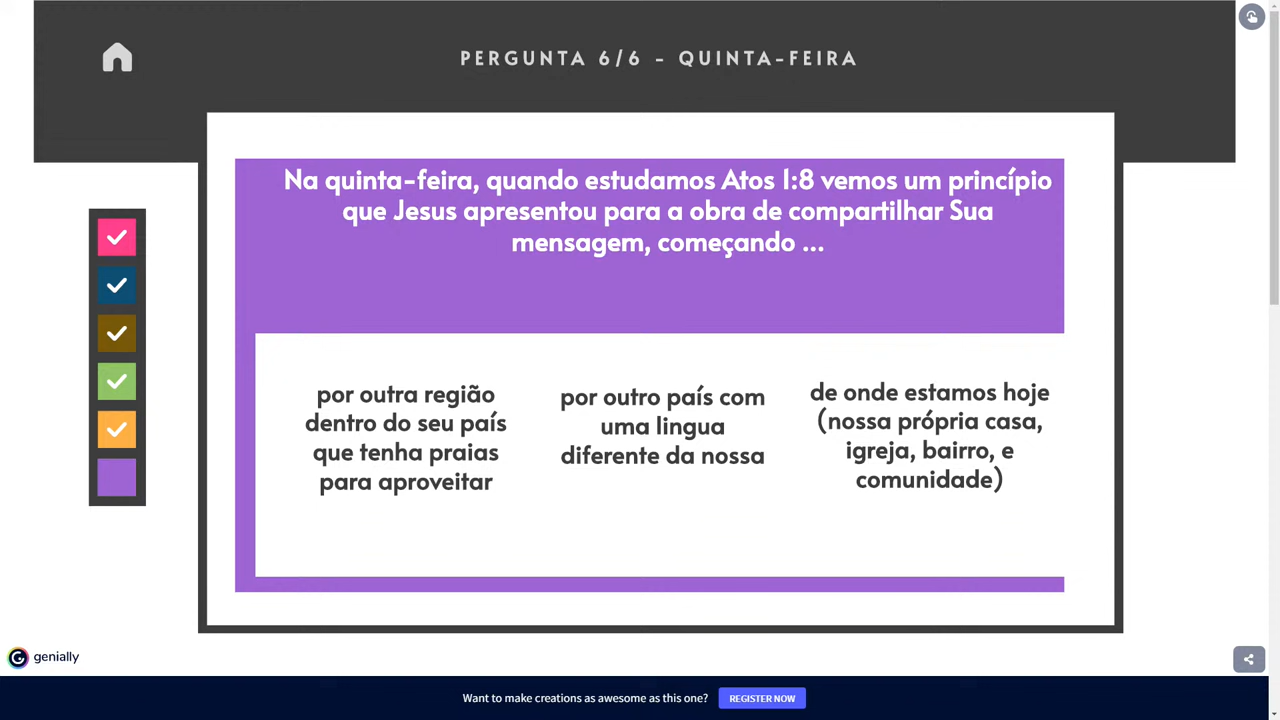 PERGUNTA 6/6 - QUINTA-FEIRA
Na quinta-feira, quando estudamos Atos 1:8 vemos um princípio
que Jesus apresentou para a obra de compartilhar Sua
mensagem, começando ...
por outra região
dentro do seu país
que tenha praias
para aproveitar
por outro país com
uma lingua
diferente da nossa
de onde estamos hoje
(nossa própria casa,
igreja, bairro, e
comunidade)
genially
Want to make creations as awesome as this one? REGISTER NOW